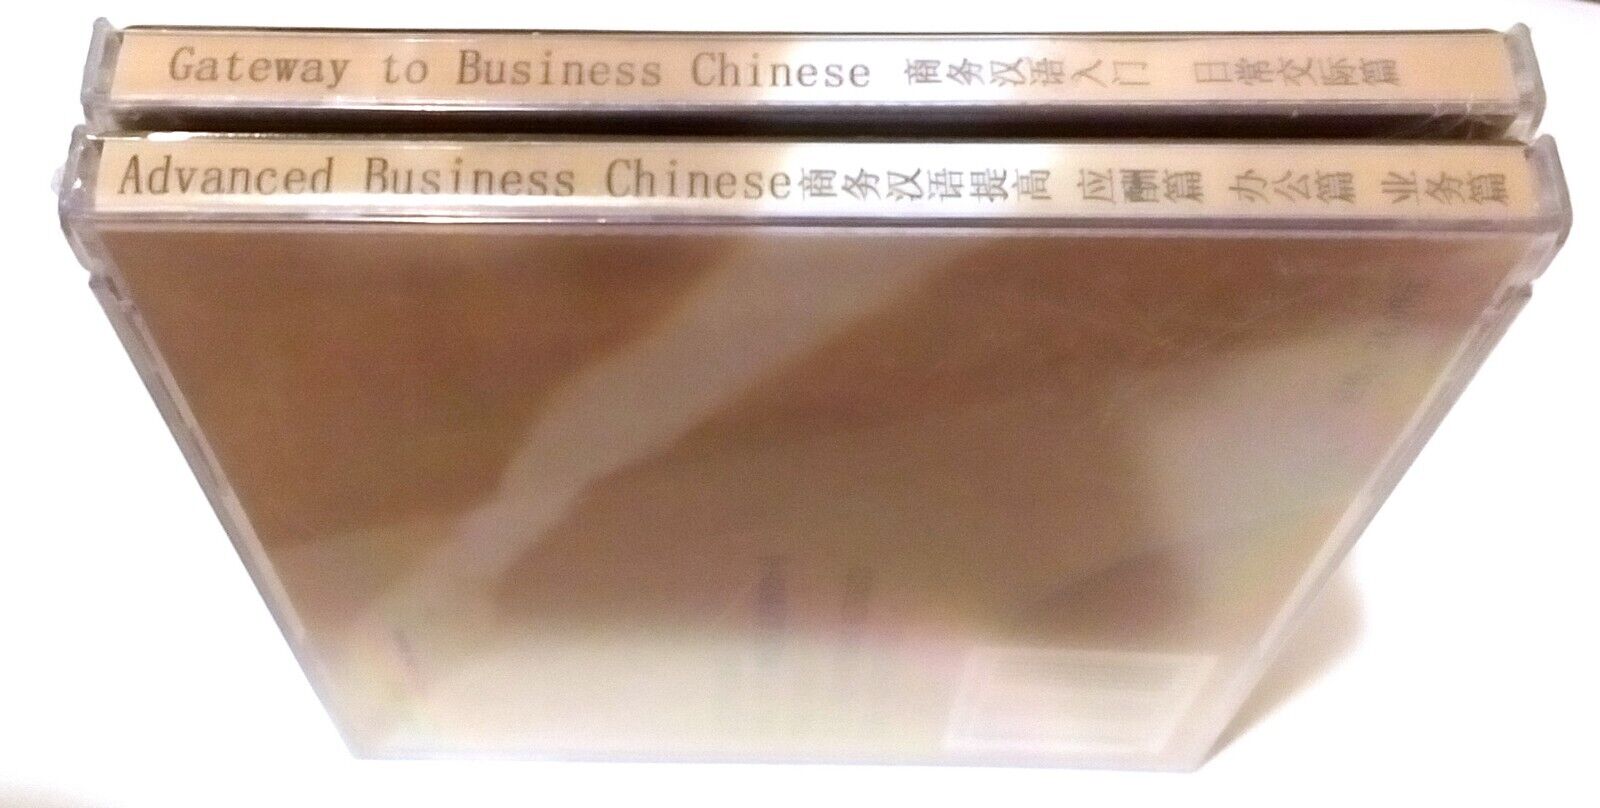 Gateway to Business Chinese 商务汉语入门 日常交际篇
Advanced Business Chinese 商务汉语提高 应酬篇 办公篇 业务篇